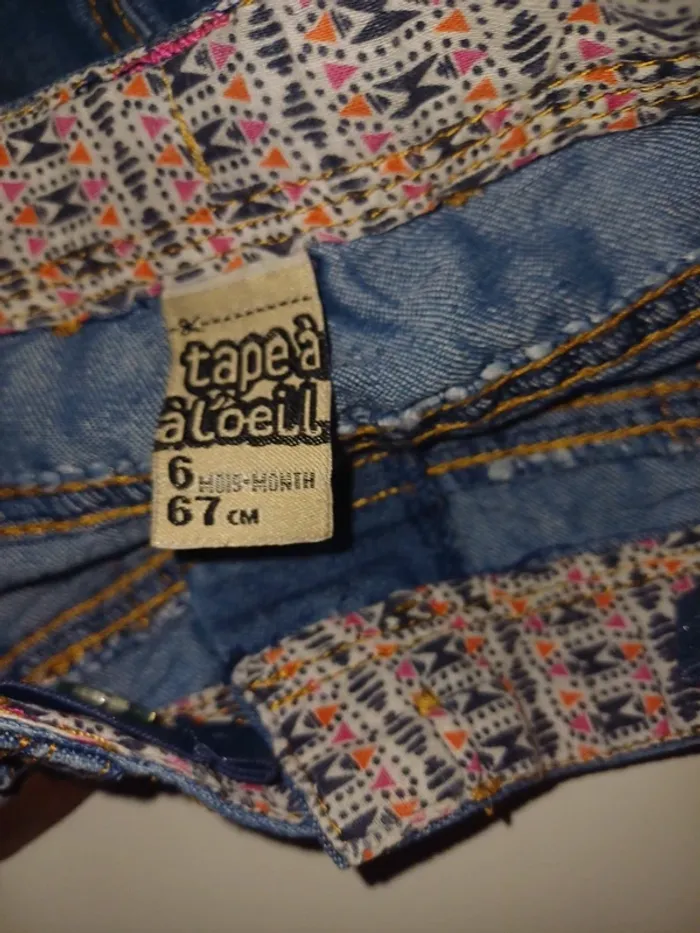 tape à
à l'oeil
6 MOIS-MONTH
67 CM